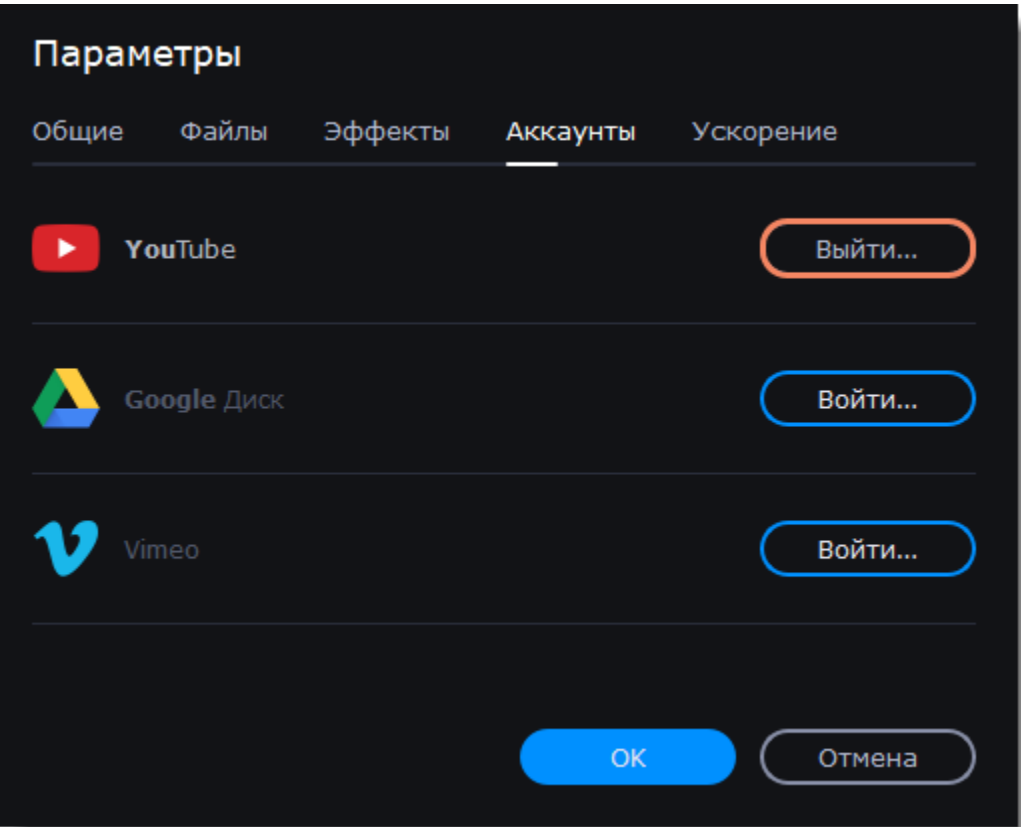 Параметры
Общие Файлы Эффекты Аккаунты Ускорение
YouTube Выйти...
Google Диск Войти...
Vimeo Войти...
OK Отмена